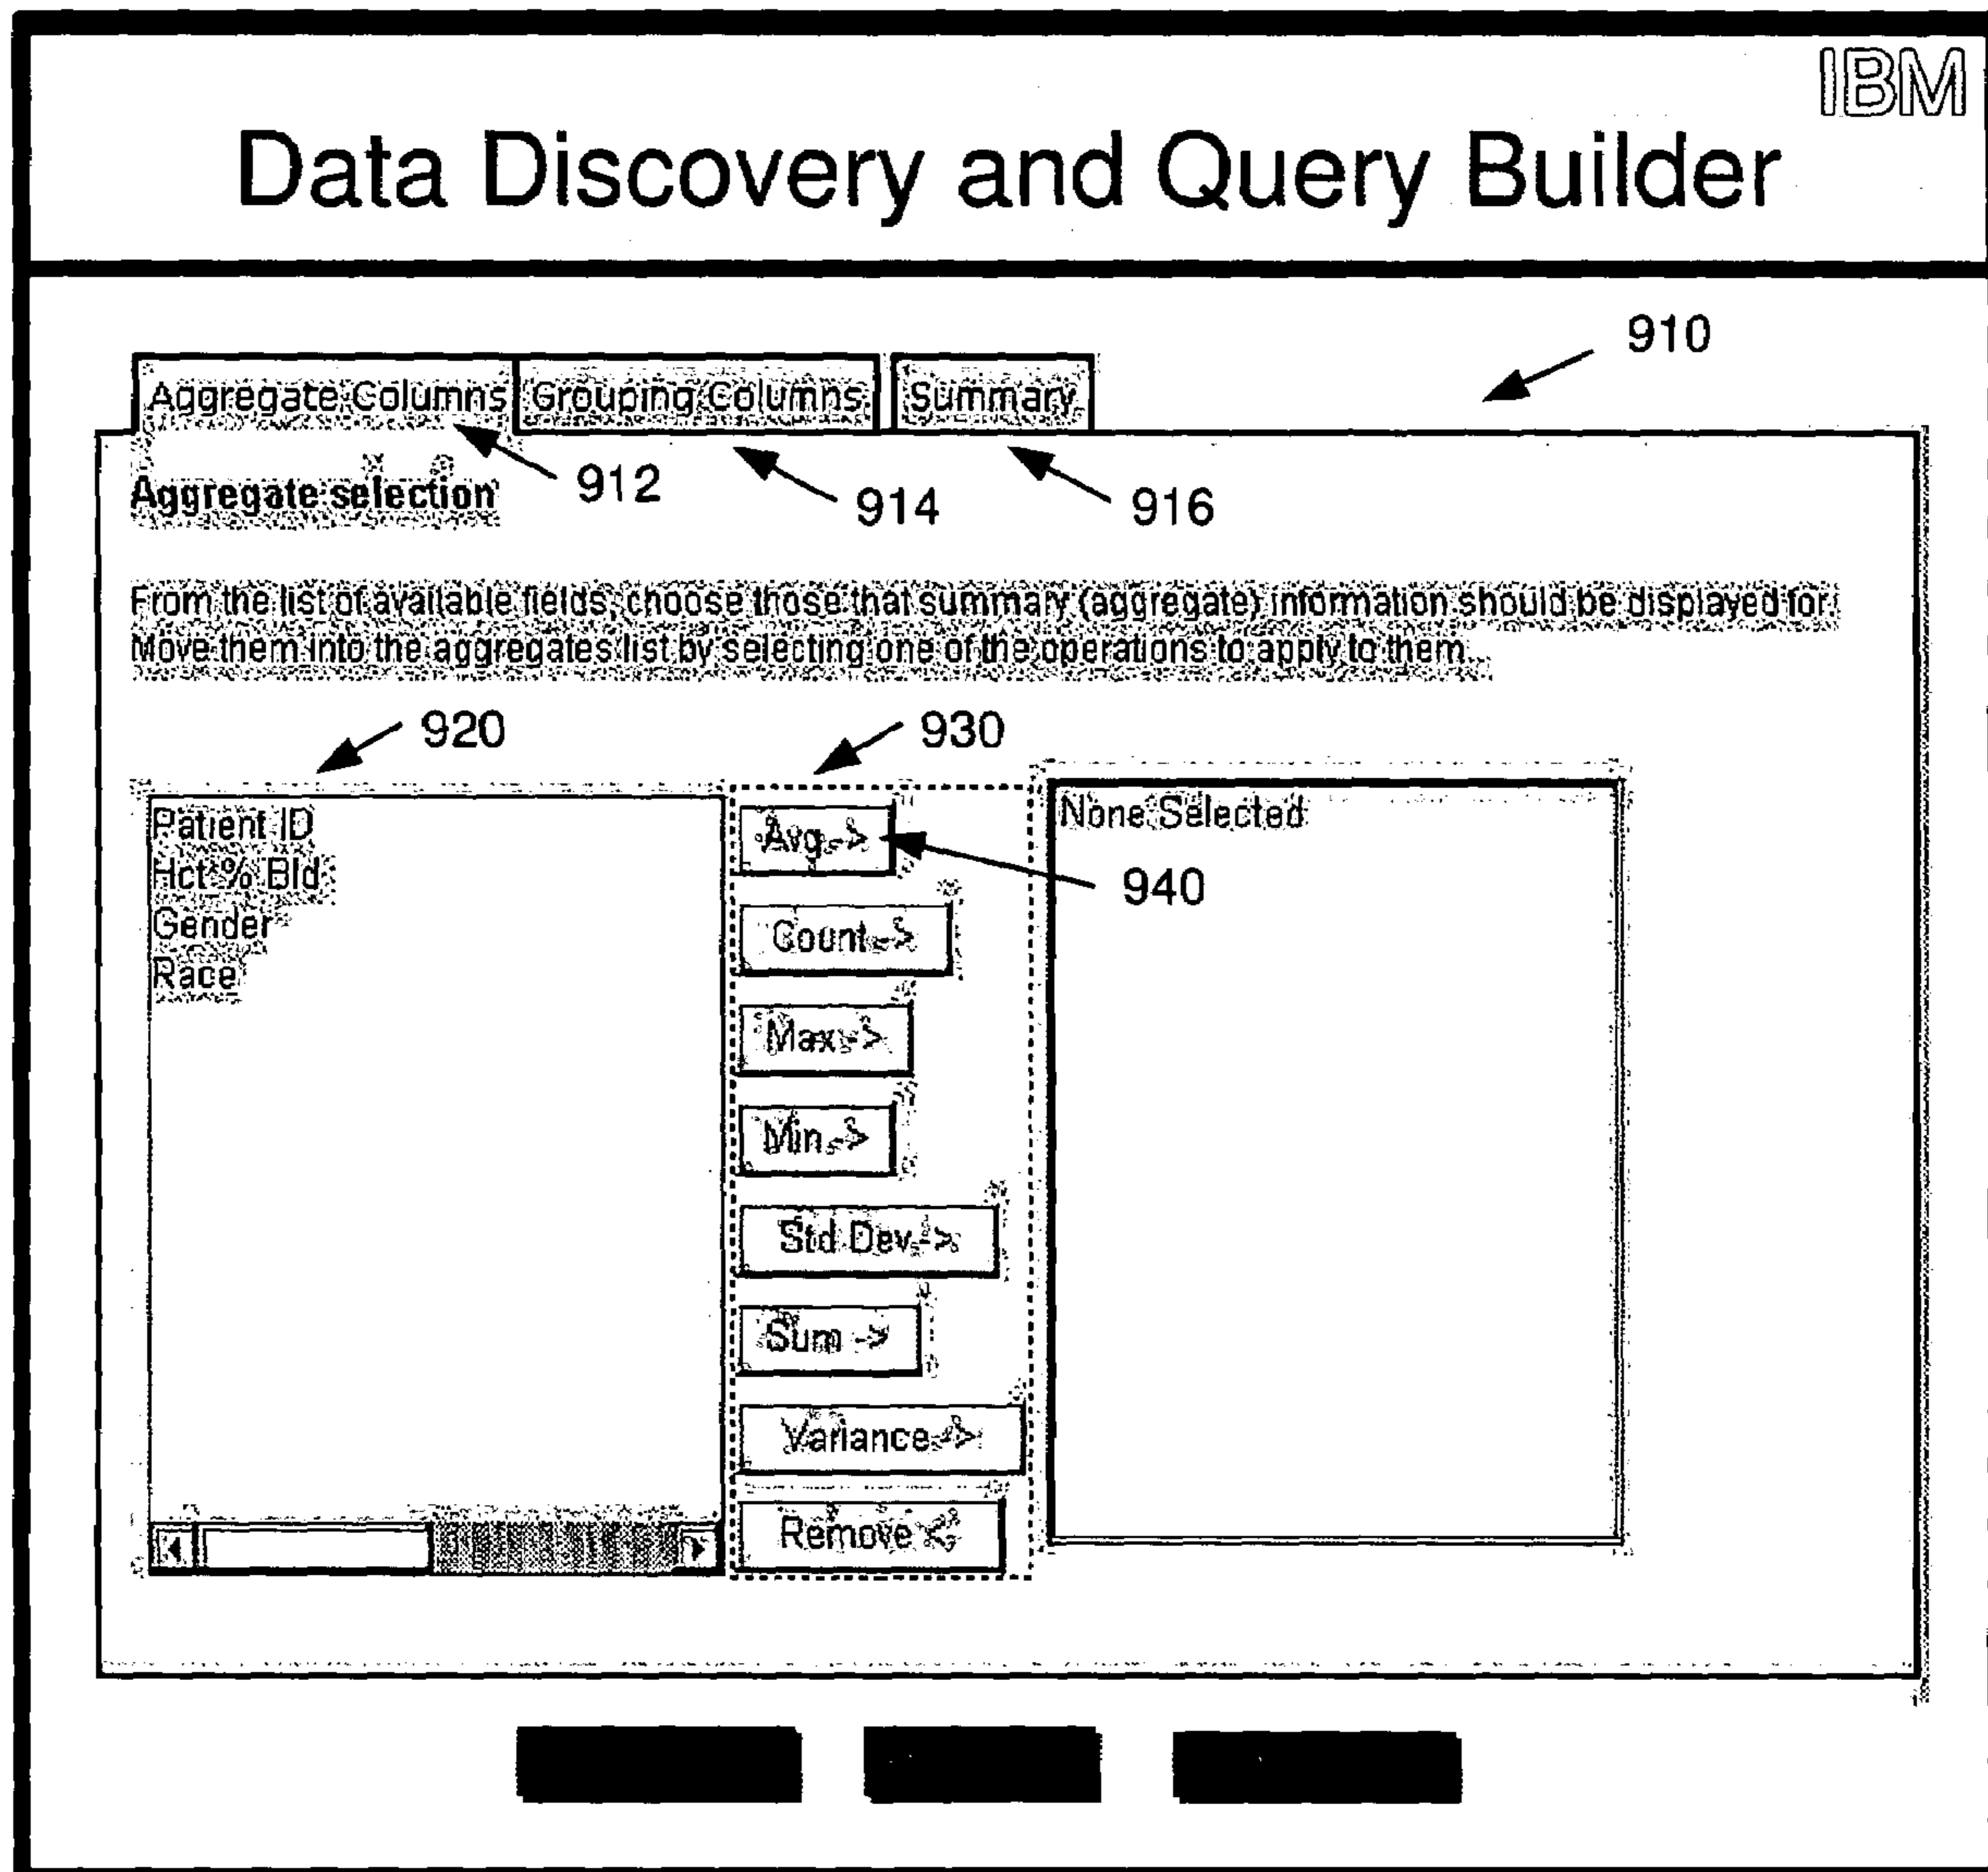 IBM
Data Discovery and Query Builder
910
Aggregate Columns
Grouping Columns
Summary
912
914
916
Aggregate selection
From the list of available fields, choose those that summary (aggregate) information should be displayed for.
Move them into the aggregates list by selecting one of the operations to apply to them.
920
930
Patient ID
Hct % Bld
Gender
Race
Avg ->
Count ->
Max ->
Min ->
Std Dev ->
Sum ->
Variance ->
Remove <-
None Selected
940